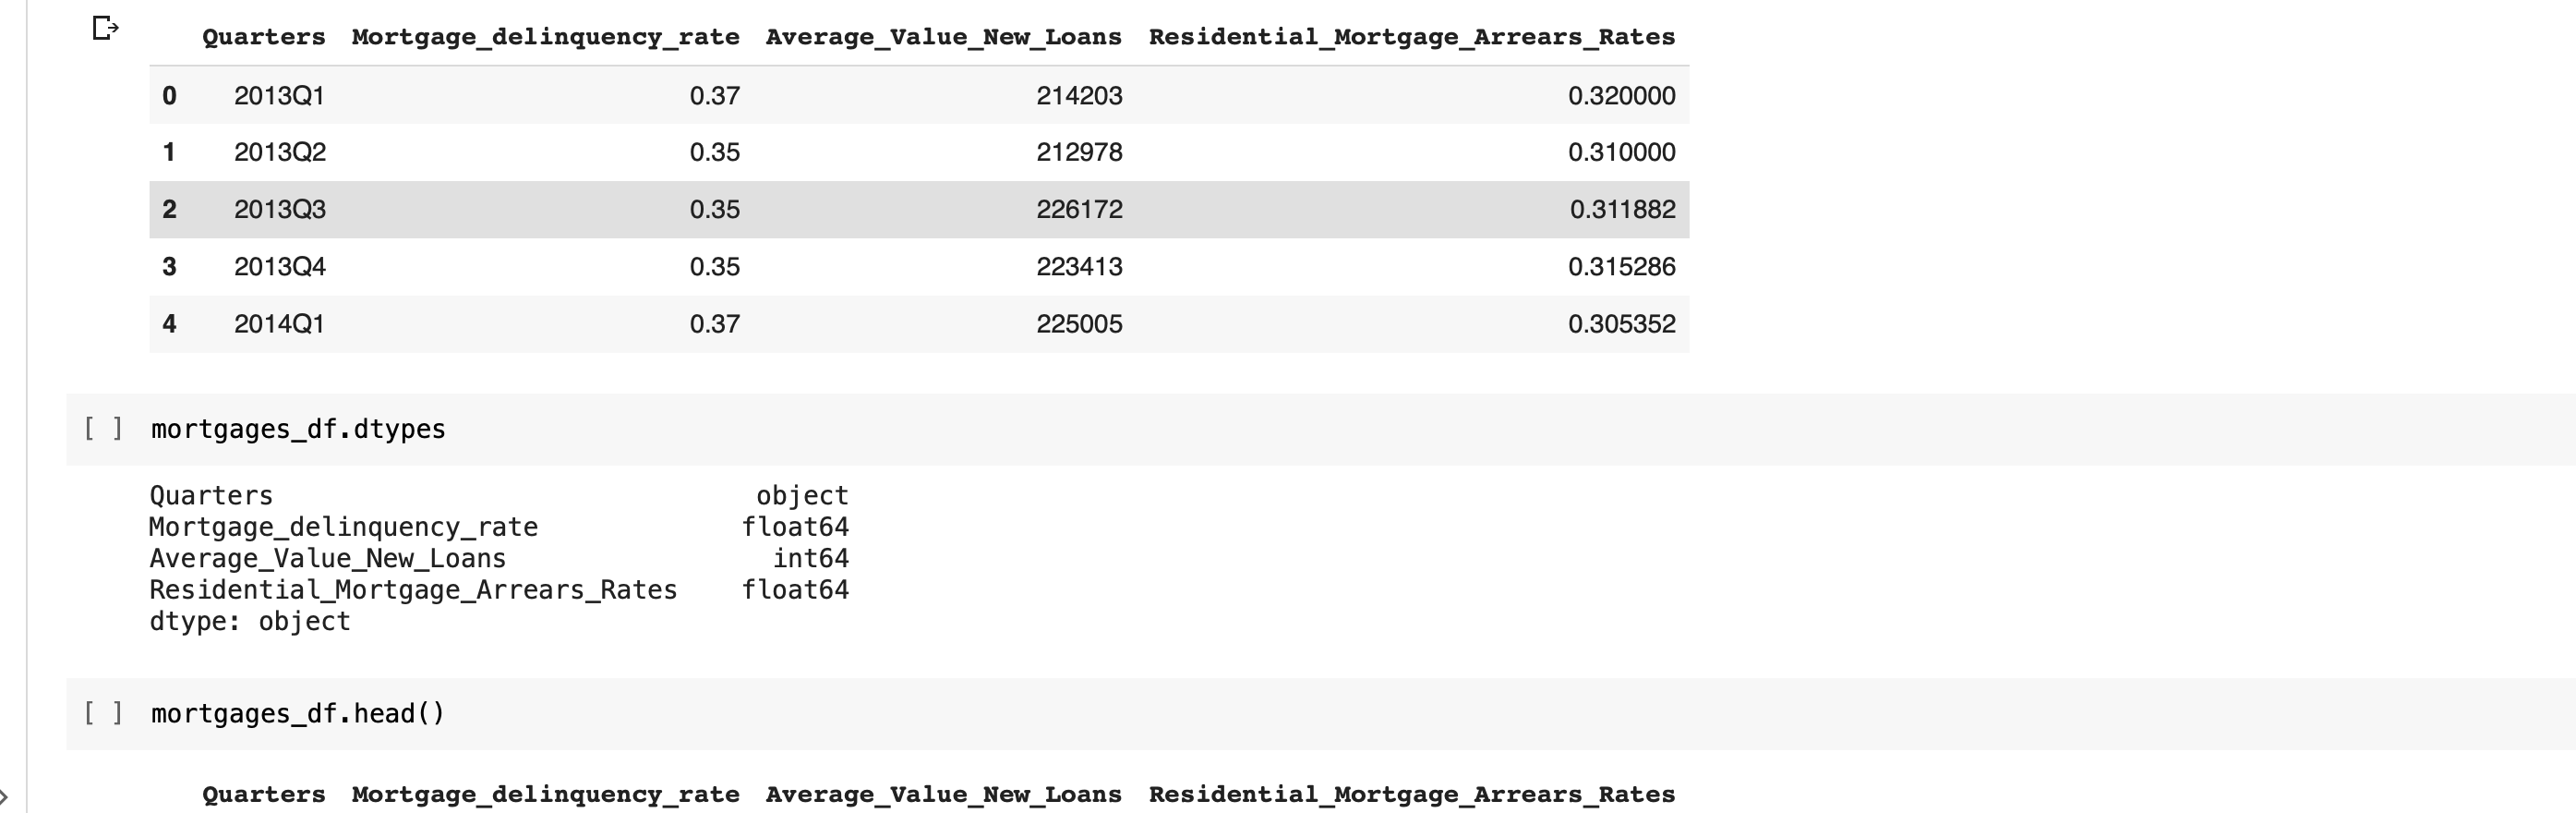 Quarters Mortgage_delinquency_rate Average_Value_New_Loans Residential_Mortgage_Arrears_Rates
0 2013Q1 0.37 214203 0.320000
1 2013Q2 0.35 212978 0.310000
2 2013Q3 0.35 226172 0.311882
3 2013Q4 0.35 223413 0.315286
4 2014Q1 0.37 225005 0.305352
[ ] mortgages_df.dtypes
Quarters object
Mortgage_delinquency_rate float64
Average_Value_New_Loans int64
Residential_Mortgage_Arrears_Rates float64
dtype: object
[ ] mortgages_df.head()
Quarters Mortgage_delinquency_rate Average_Value_New_Loans Residential_Mortgage_Arrears_Rates